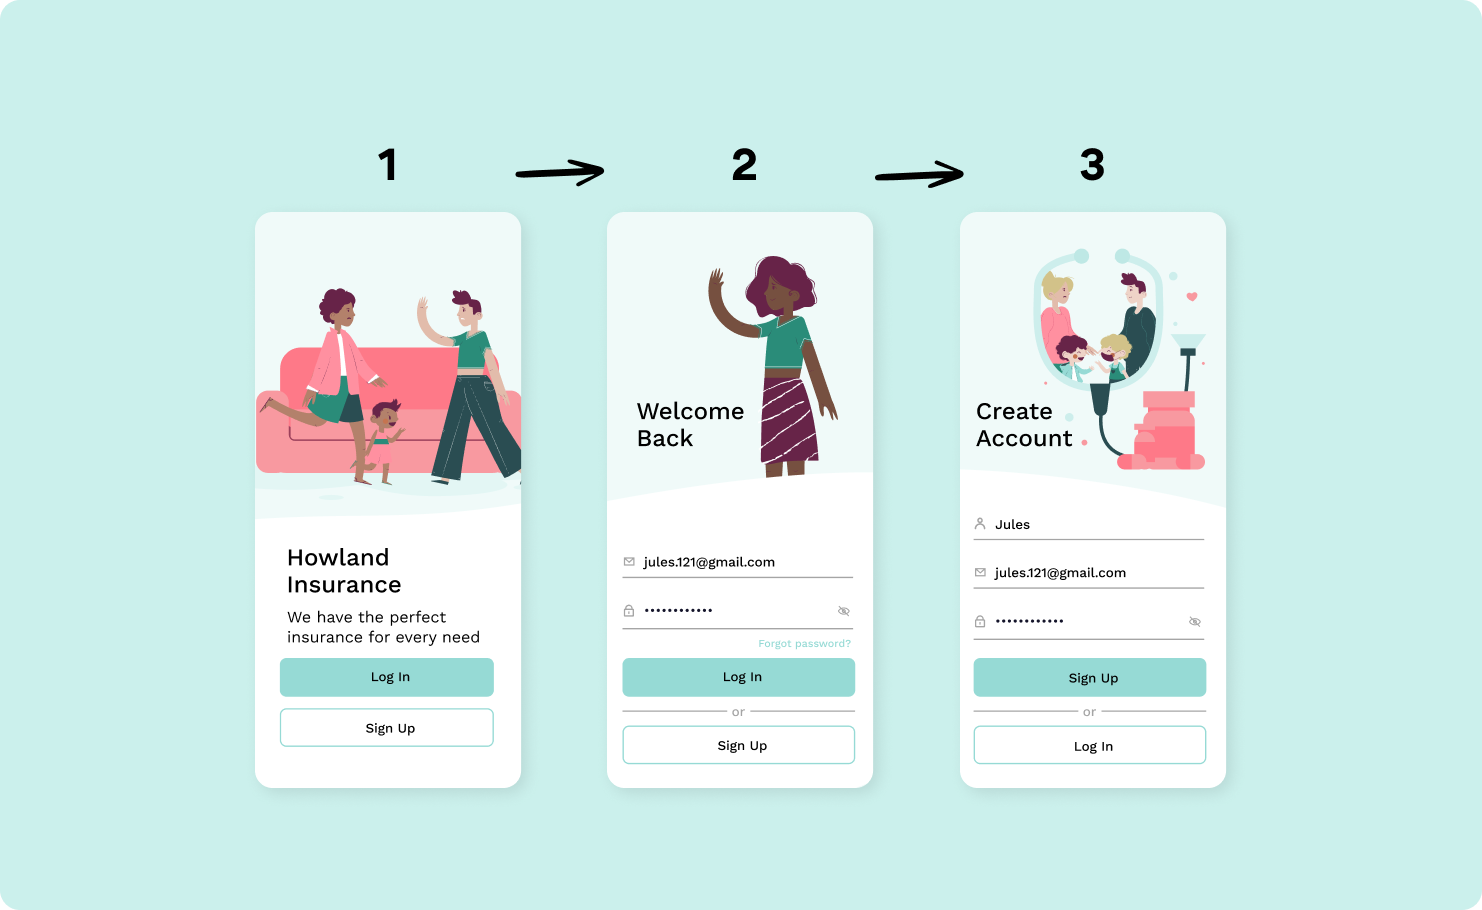 1
2
3
Howland
Insurance
We have the perfect
insurance for every need
Log In
Sign Up
Welcome
Back
jules.121@gmail.com
••••••••••••
Forgot password?
Log In
or
Sign Up
Create
Account
Jules
jules.121@gmail.com
••••••••••••
Sign Up
or
Log In